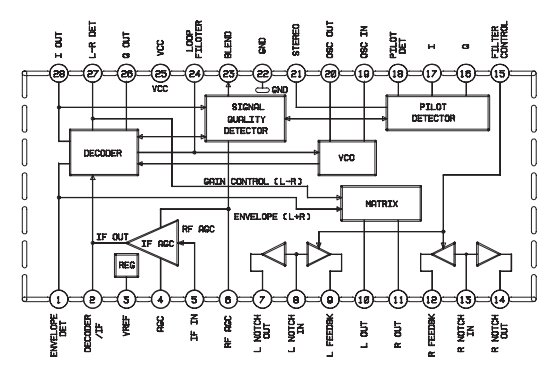 I OUT
L-R DET
Q OUT
VCC
LOOP
FILOTER
BLEND
GND
STEREO
OSC OUT
OSC IN
PILOT
DET
I
Q
FILTER
CONTROL
28 27 26 25 24 23 22 21 20 19 18 17 16 15
VCC
GND
SIGNAL
QUALITY
DETECTOR
PILOT
DETECTOR
DECODER
VCO
GAIN CONTROL (L-R)
MATRIX
ENVELOPE (L+R)
IF OUT
RF AGC
IF AGC
REG
1 2 3 4 5 6 7 8 9 10 11 12 13 14
ENVELOPE
DET
DECODER
/IF
VREF
AGC
IF IN
RF AGC
L NOTCH
OUT
L NOTCH
IN
L FEEDBK
L OUT
R OUT
R FEEDBK
R NOTCH
IN
R NOTCH
OUT